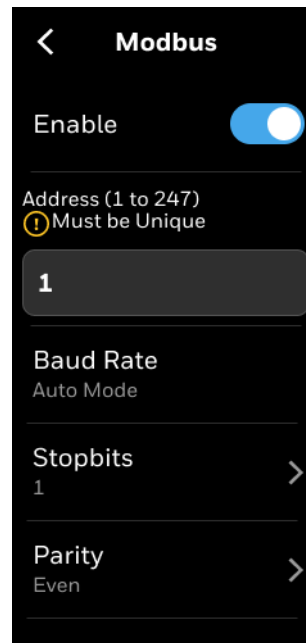 Modbus
Enable
Address (1 to 247)
Must be Unique
1
Baud Rate
Auto Mode
Stopbits
1
Parity
Even